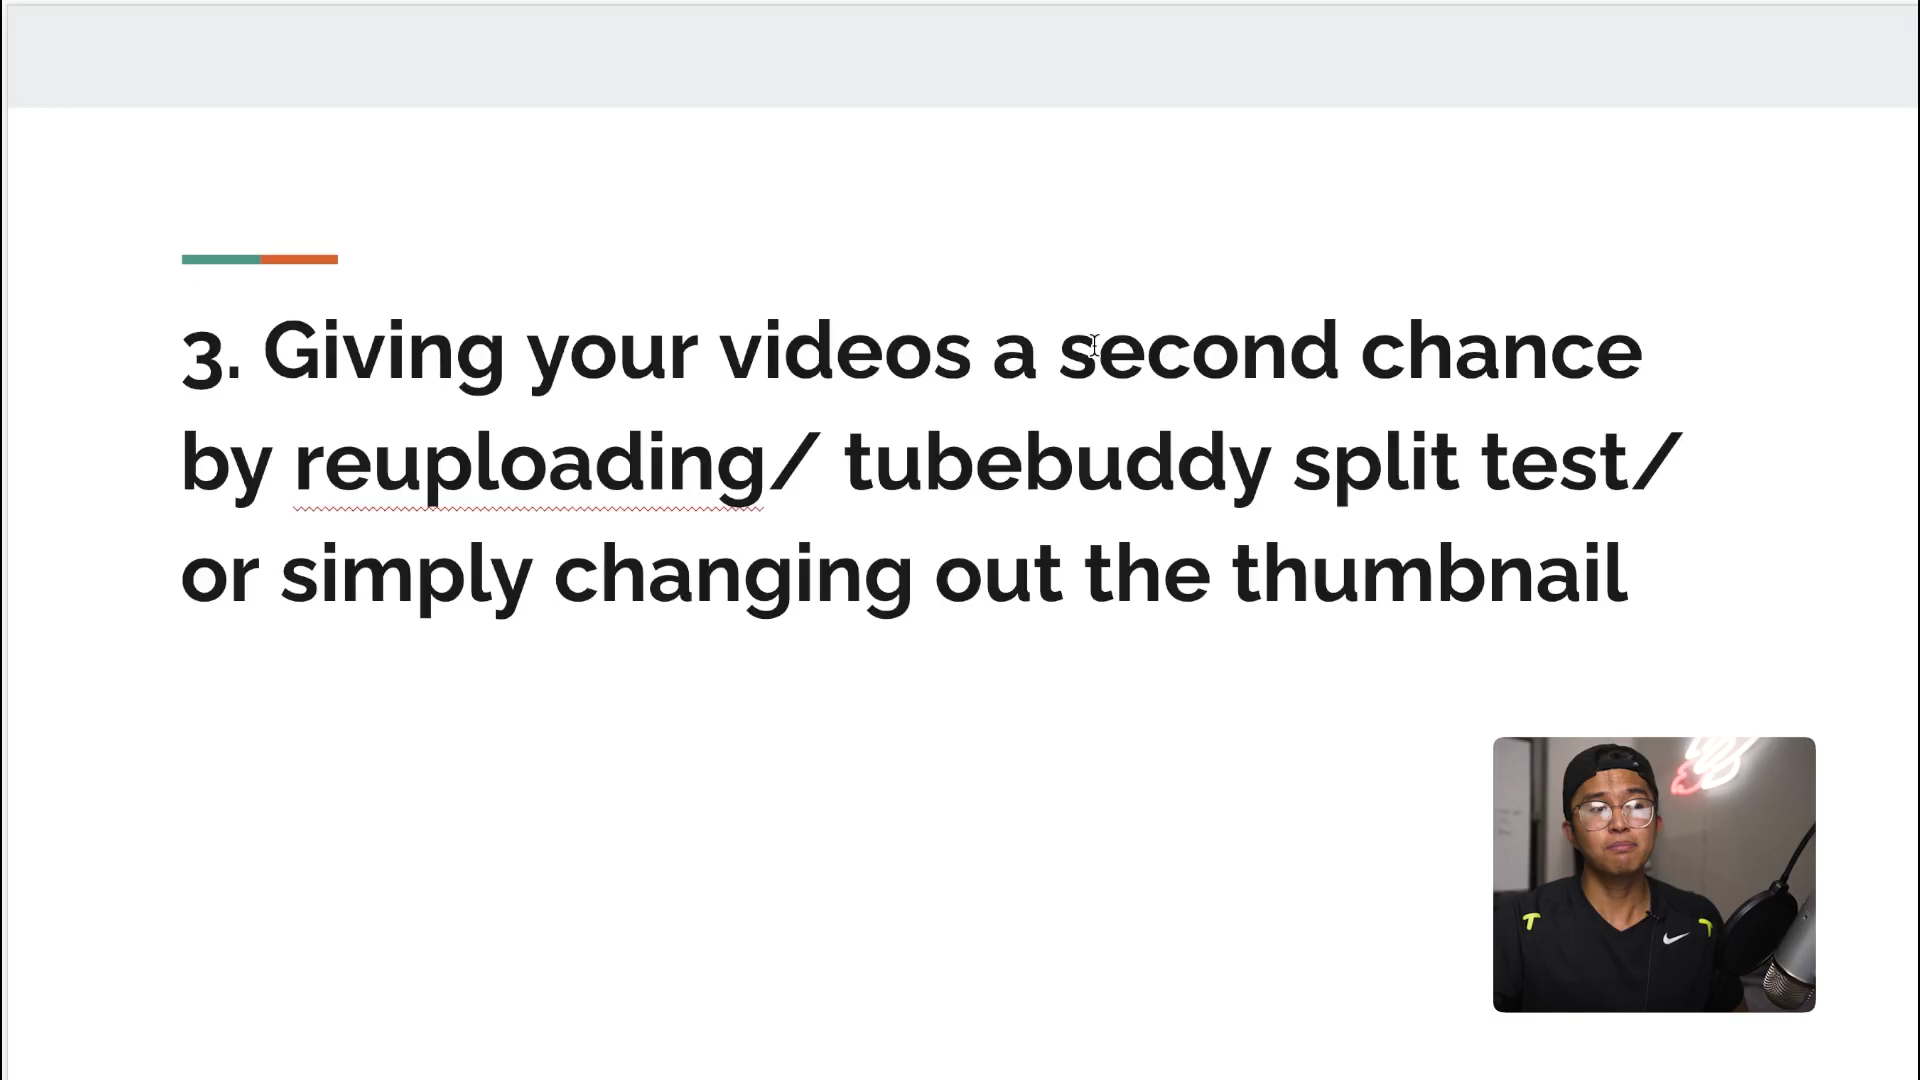 3. Giving your videos a second chance
by reuploading/ tubebuddy split test/
or simply changing out the thumbnail